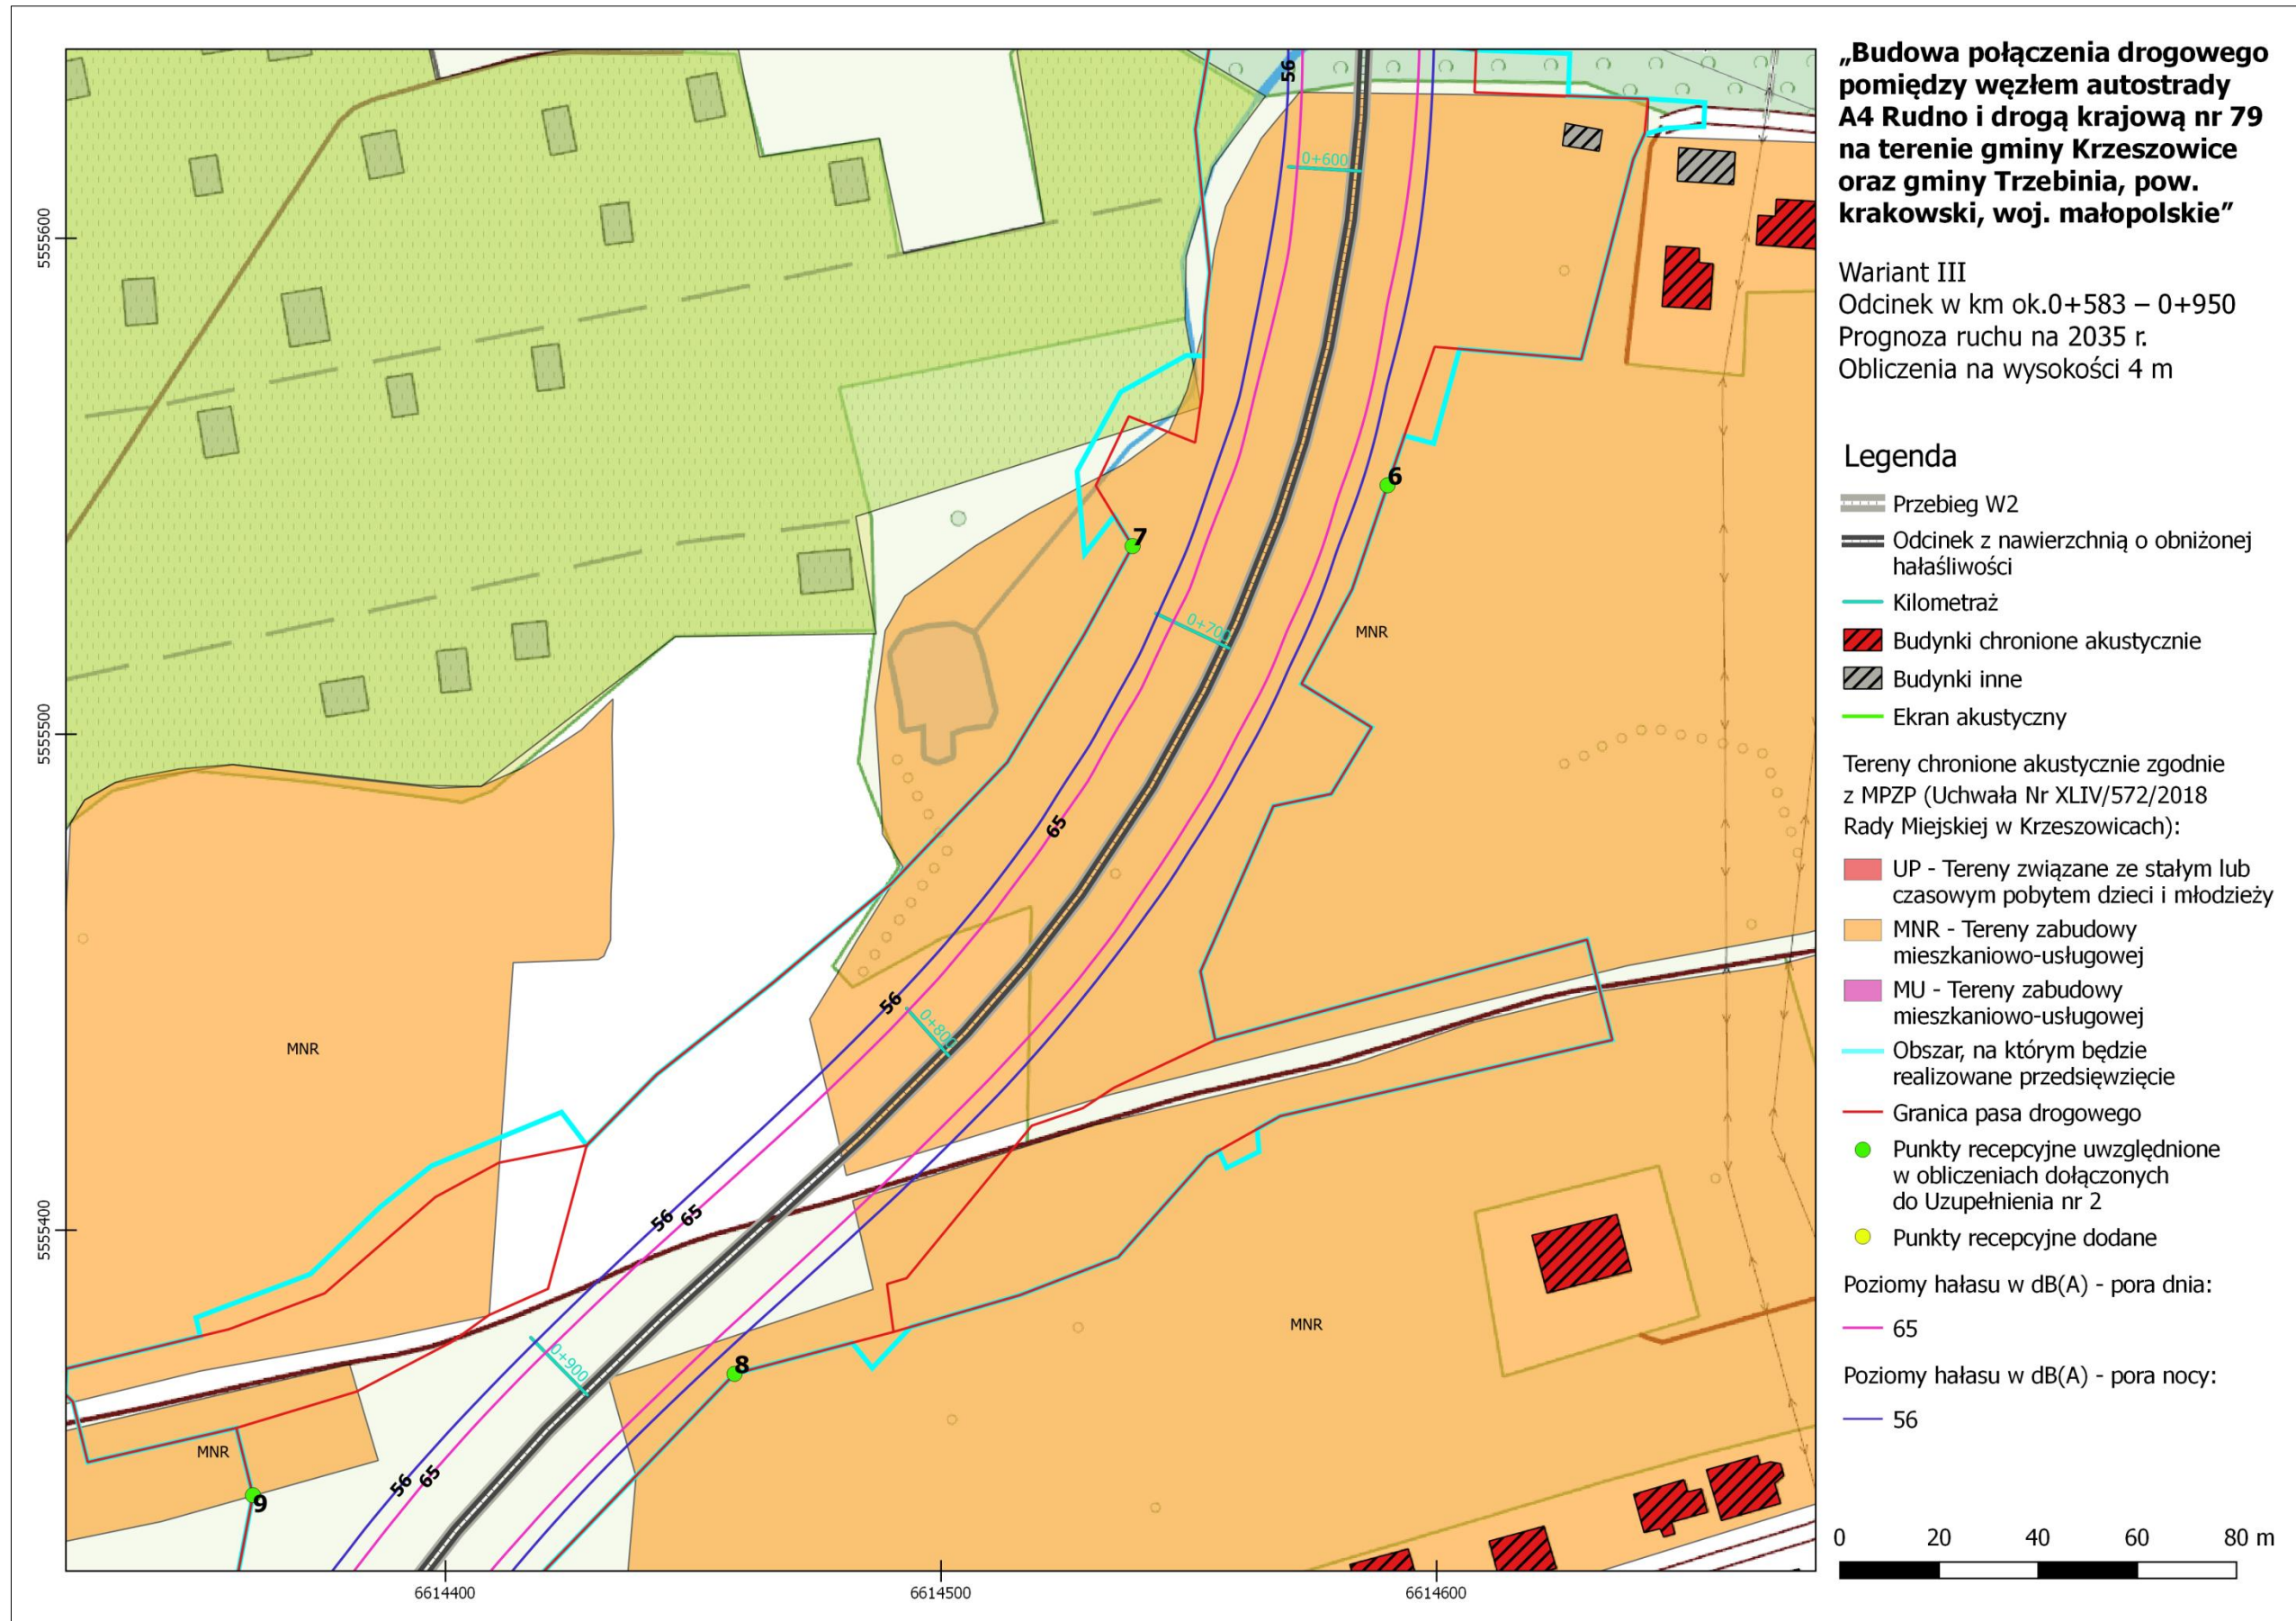 „Budowa połączenia drogowego
pomiędzy węzłem autostrady
A4 Rudno i drogą krajową nr 79
na terenie gminy Krzeszowice
oraz gminy Trzebinia, pow.
krakowski, woj. małopolskie”
Wariant III
Odcinek w km ok.0+583 – 0+950
Prognoza ruchu na 2035 r.
Obliczenia na wysokości 4 m
Legenda
Przebieg W2
Odcinek z nawierzchnią o obniżonej
hałaśliwości
Kilometraż
Budynki chronione akustycznie
Budynki inne
Ekran akustyczny
Tereny chronione akustycznie zgodnie
z MPZP (Uchwała Nr XLIV/572/2018
Rady Miejskiej w Krzeszowicach):
UP - Tereny związane ze stałym lub
czasowym pobytem dzieci i młodzieży
MNR - Tereny zabudowy
mieszkaniowo-usługowej
MU - Tereny zabudowy
mieszkaniowo-usługowej
Obszar, na którym będzie
realizowane przedsięwzięcie
Granica pasa drogowego
Punkty recepcyjne uwzględnione
w obliczeniach dołączonych
do Uzupełnienia nr 2
Punkty recepcyjne dodane
Poziomy hałasu w dB(A) - pora dnia:
65
Poziomy hałasu w dB(A) - pora nocy:
56
0 20 40 60 80 m
56
0+600
5555600
6
7
0+700
MNR
5555500
65
56
0+800
MNR
5555400
56
65
MNR
0+900
8
MNR
56
65
9
6614400
6614500
6614600